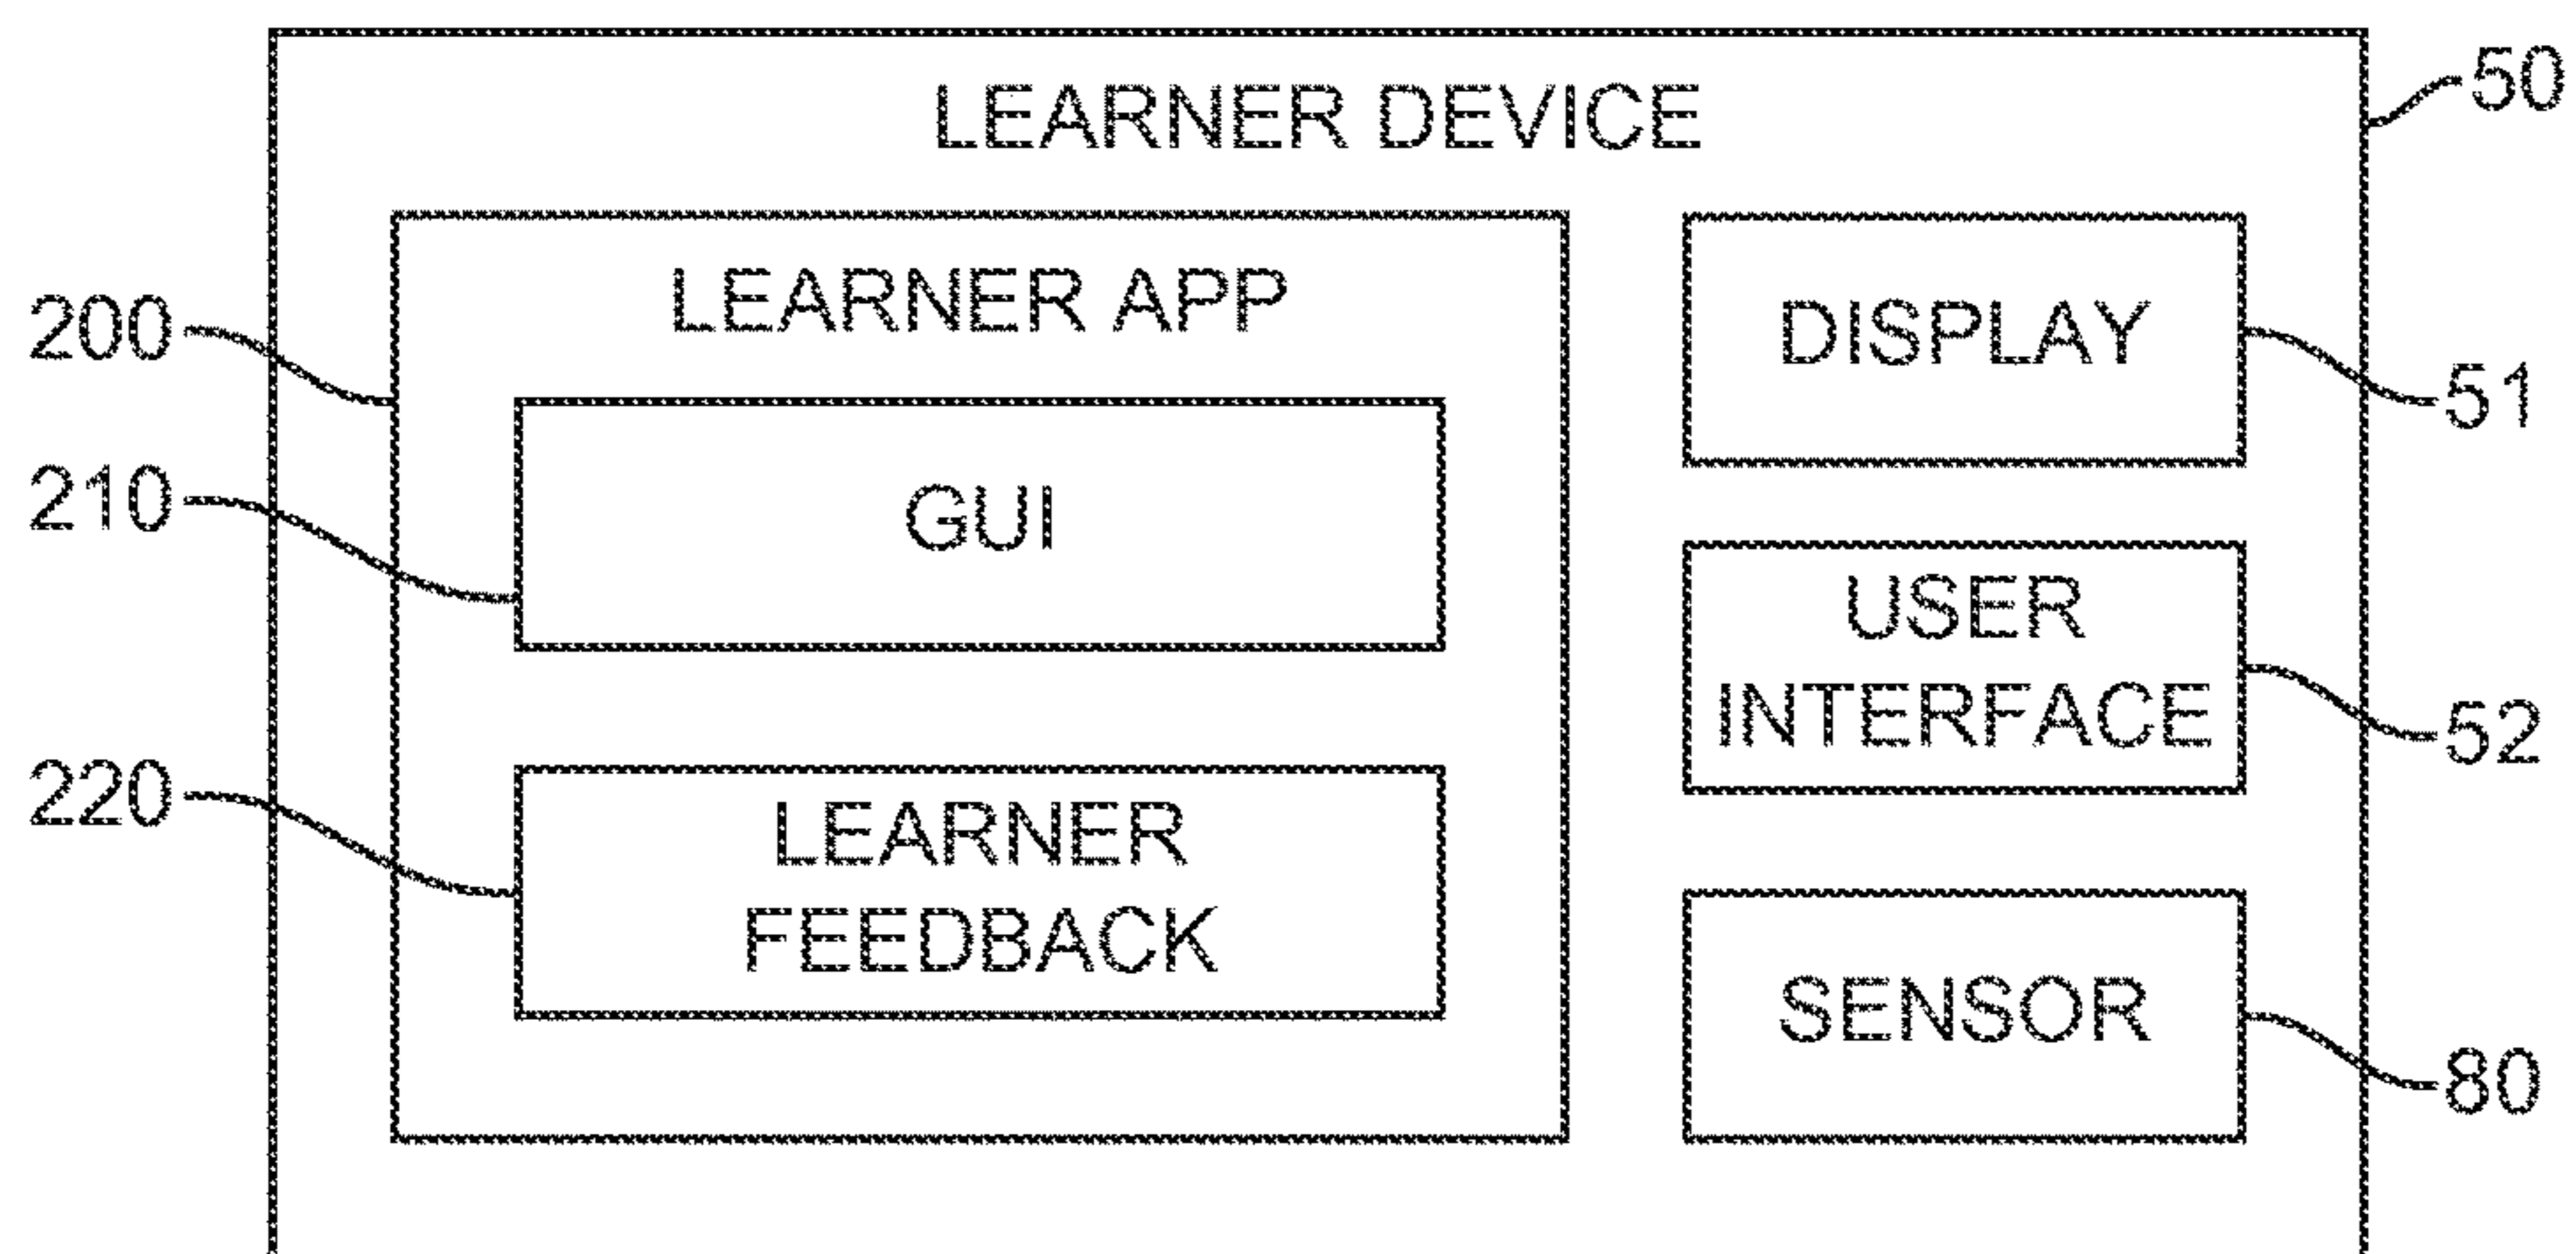 LEARNER DEVICE
50
LEARNER APP
200
GUI
210
LEARNER
FEEDBACK
220
DISPLAY
51
USER
INTERFACE
52
SENSOR
80